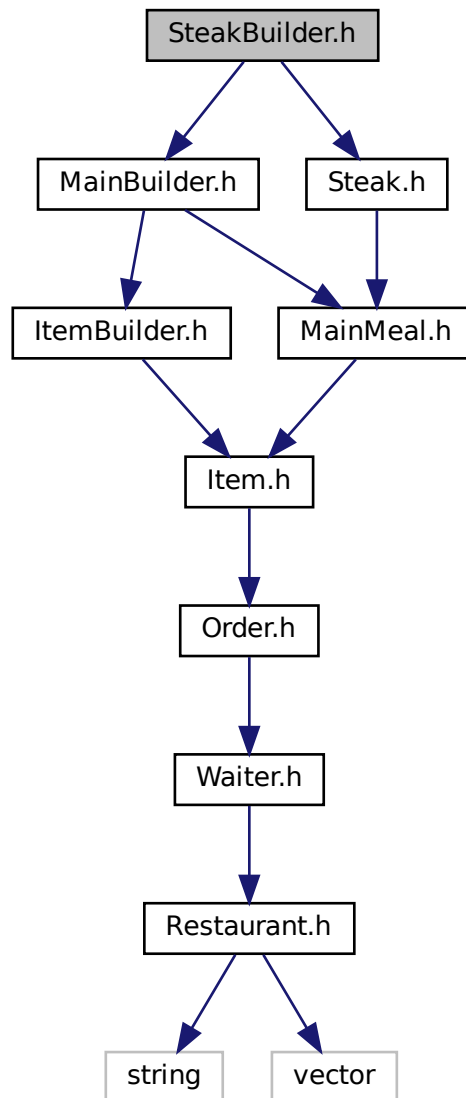 SteakBuilder.h
MainBuilder.h
Steak.h
ItemBuilder.h
MainMeal.h
Item.h
Order.h
Waiter.h
Restaurant.h
string
vector